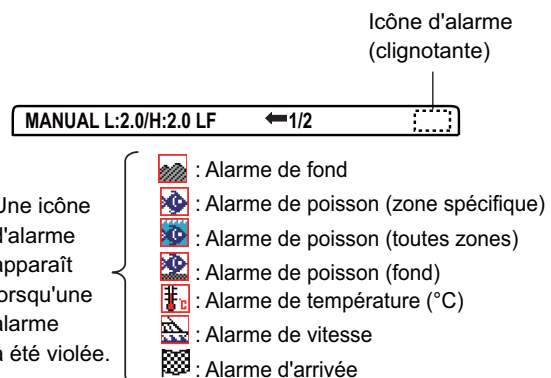 Icône d'alarme
(clignotante)
MANUAL L:2.0/H:2.0 LF ⬅1/2
Une icône
d'alarme
apparaît
lorsqu'une
alarme
a été violée.
: Alarme de fond
: Alarme de poisson (zone spécifique)
: Alarme de poisson (toutes zones)
: Alarme de poisson (fond)
: Alarme de température (°C)
: Alarme de vitesse
: Alarme d'arrivée